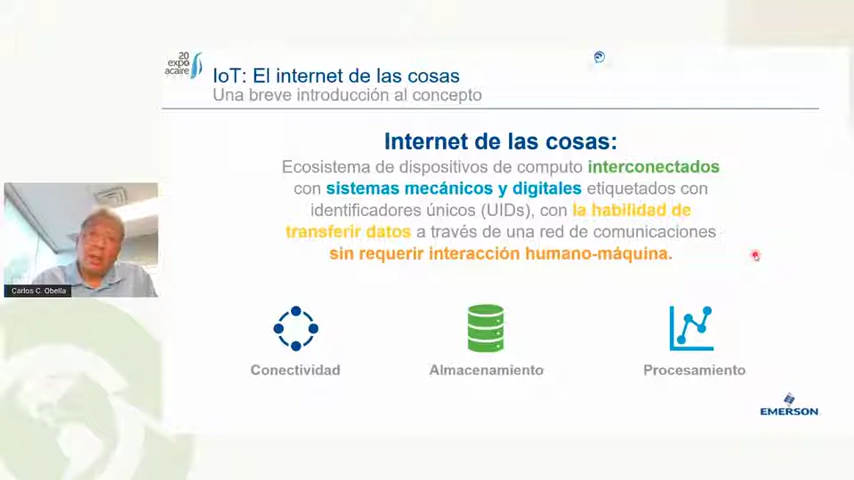 20
expo
acaire
IoT: El internet de las cosas
Una breve introducción al concepto
Internet de las cosas:
Ecosistema de dispositivos de computo interconectados
con sistemas mecánicos y digitales etiquetados con
identificadores únicos (UIDs), con la habilidad de
transferir datos a través de una red de comunicaciones
sin requerir interacción humano-máquina.
Carlos C. Obella
Conectividad
Almacenamiento
Procesamiento
EMERSON